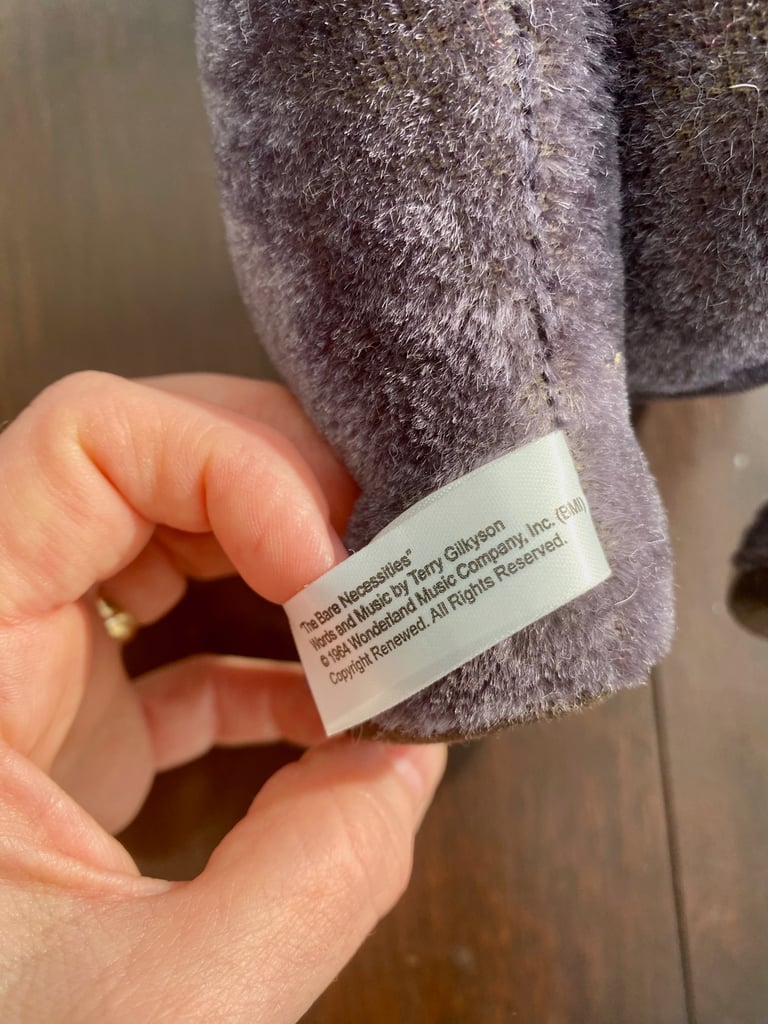 "The Bare Necessities"
Words and Music by Terry Gilkyson
© 1964 Wonderland Music Company, Inc. (BMI)
Copyright Renewed. All Rights Reserved.